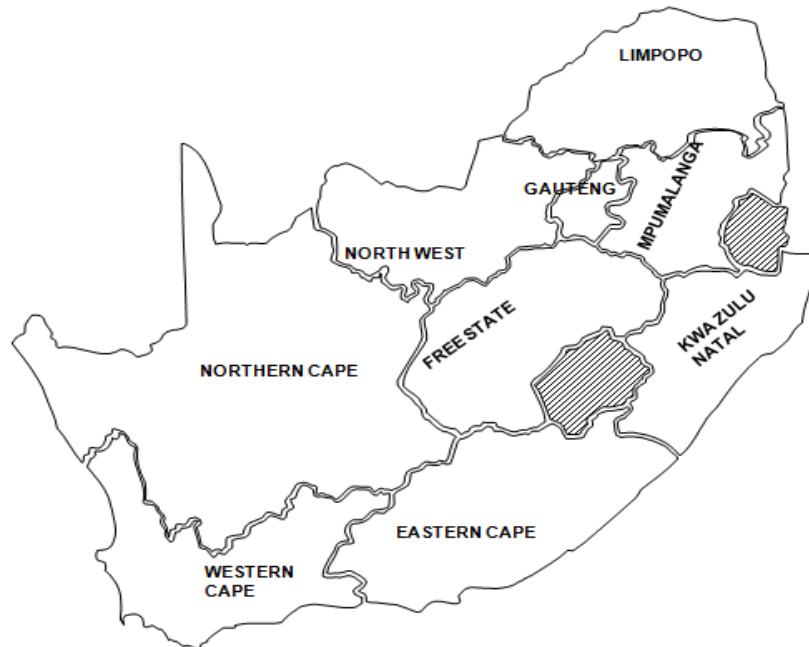 LIMPOPO
GAUTENG
MPUMALANGA
NORTH WEST
FREE STATE
KWA ZULU
NATAL
NORTHERN CAPE
EASTERN CAPE
WESTERN
CAPE